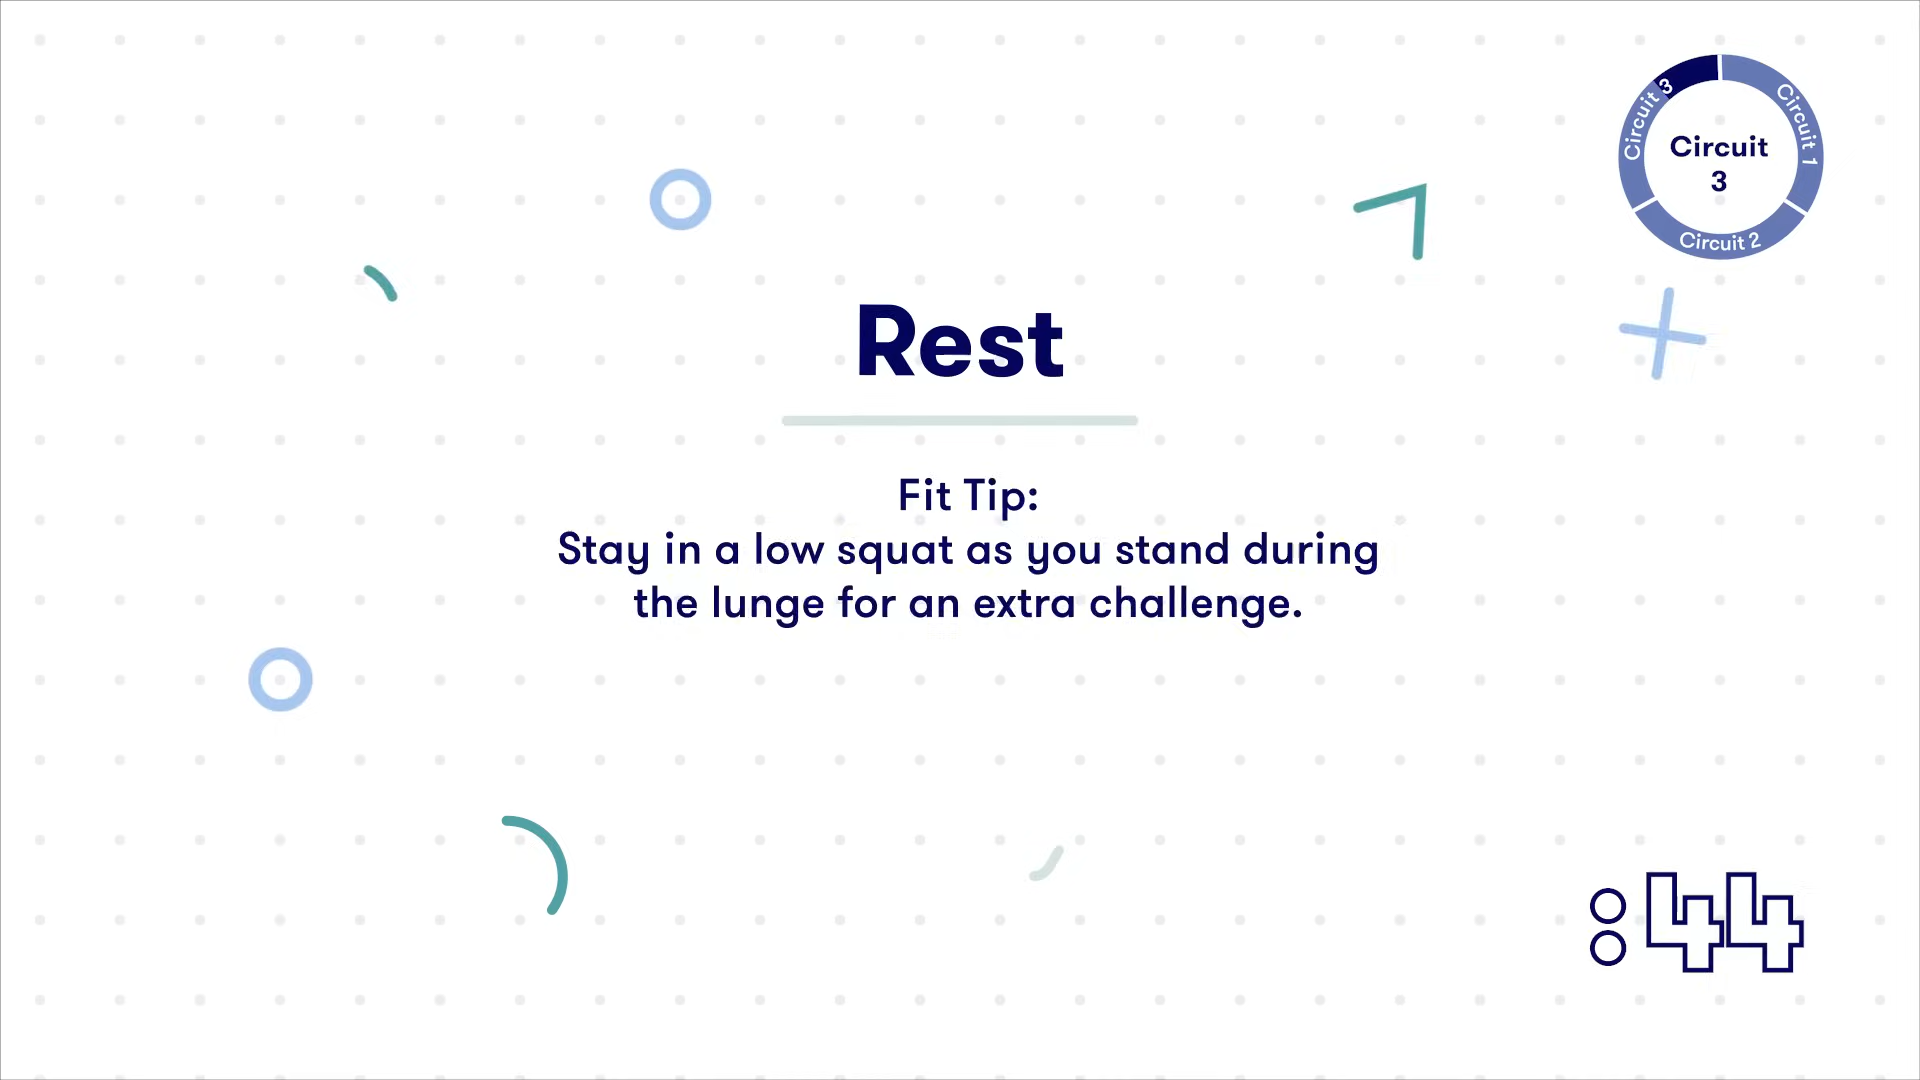 Circuit 3
Circuit 1
Circuit
3
Circuit 2
Rest
Fit Tip:
Stay in a low squat as you stand during
the lunge for an extra challenge.
:44